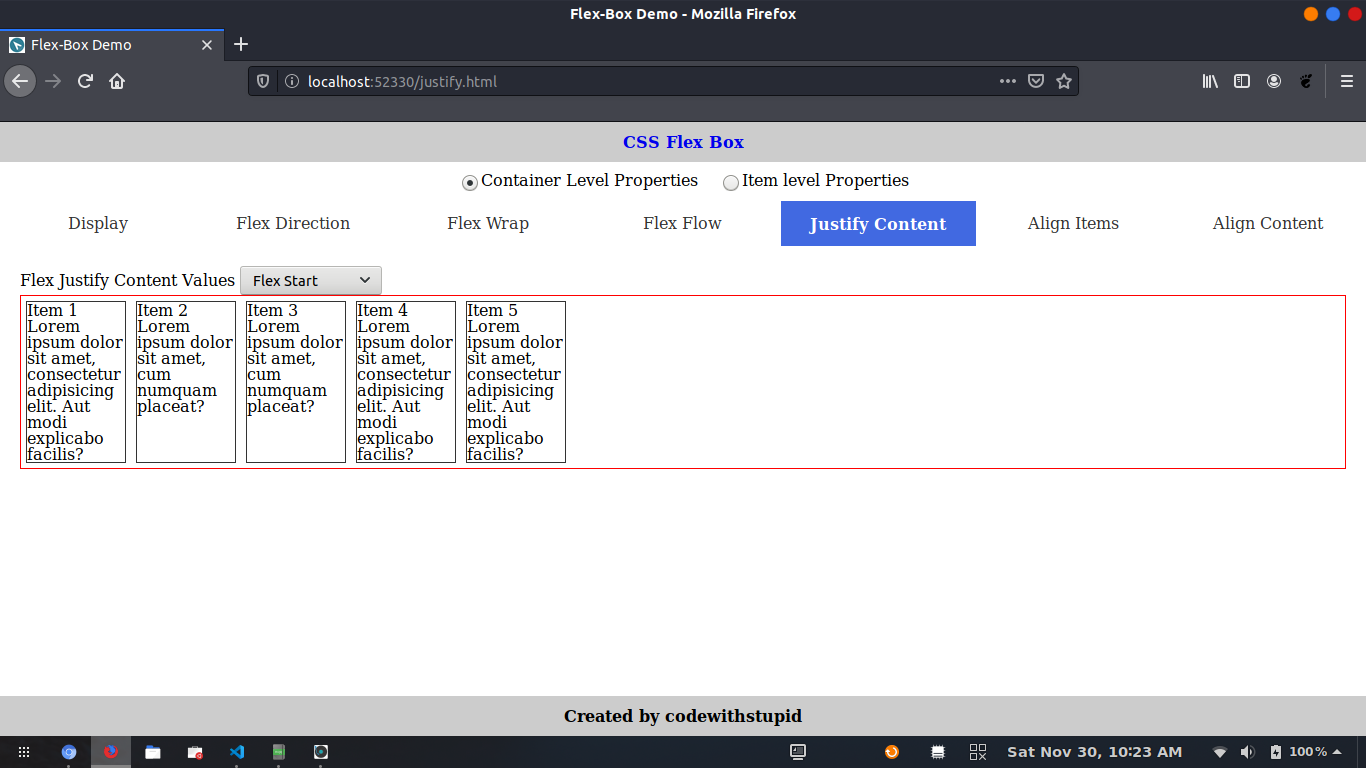 Flex-Box Demo - Mozilla Firefox
Flex-Box Demo
localhost:52330/justify.html
CSS Flex Box
Container Level Properties Item level Properties
Display Flex Direction Flex Wrap Flex Flow Justify Content Align Items Align Content
Flex Justify Content Values Flex Start
Item 1
Lorem
ipsum dolor
sit amet,
consectetur
adipisicing
elit. Aut
modi
explicabo
facilis?
Item 2
Lorem
ipsum dolor
sit amet,
cum
numquam
placeat?
Item 3
Lorem
ipsum dolor
sit amet,
cum
numquam
placeat?
Item 4
Lorem
ipsum dolor
sit amet,
consectetur
adipisicing
elit. Aut
modi
explicabo
facilis?
Item 5
Lorem
ipsum dolor
sit amet,
consectetur
adipisicing
elit. Aut
modi
explicabo
facilis?
Created by codewithstupid
Sat Nov 30, 10:23 AM 100 %